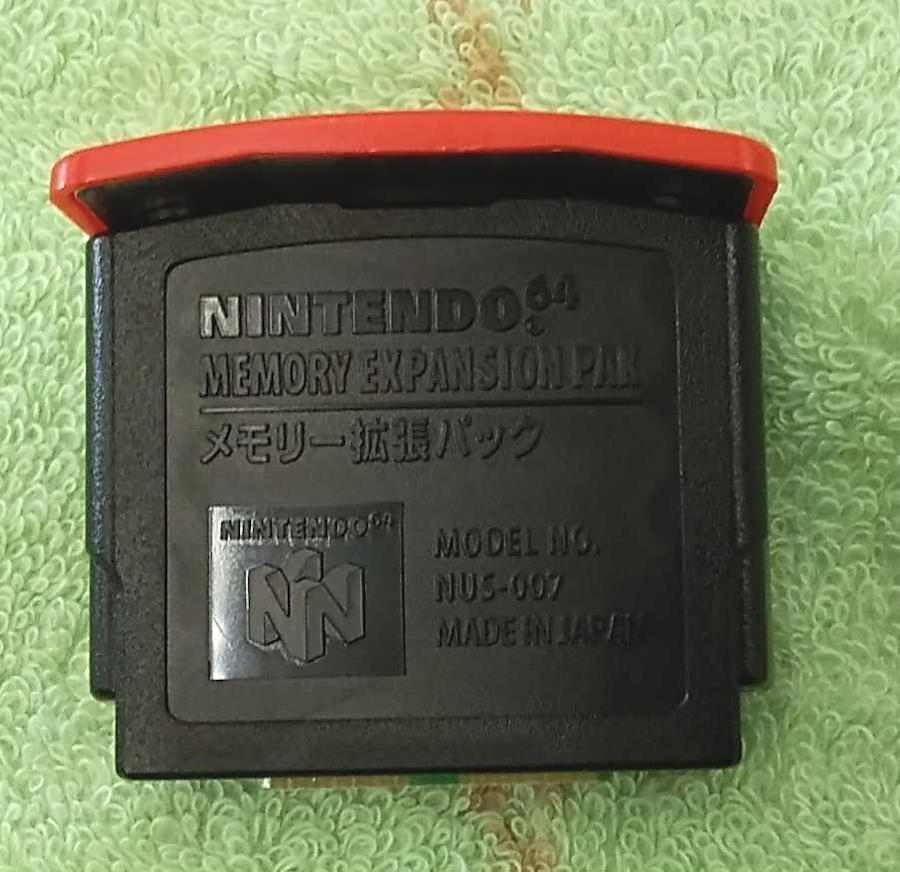 NINTENDO64®
MEMORY EXPANSION PAK
メモリー拡張パック
NINTENDO64
MODEL NO.
NUS-007
MADE IN JAPAN